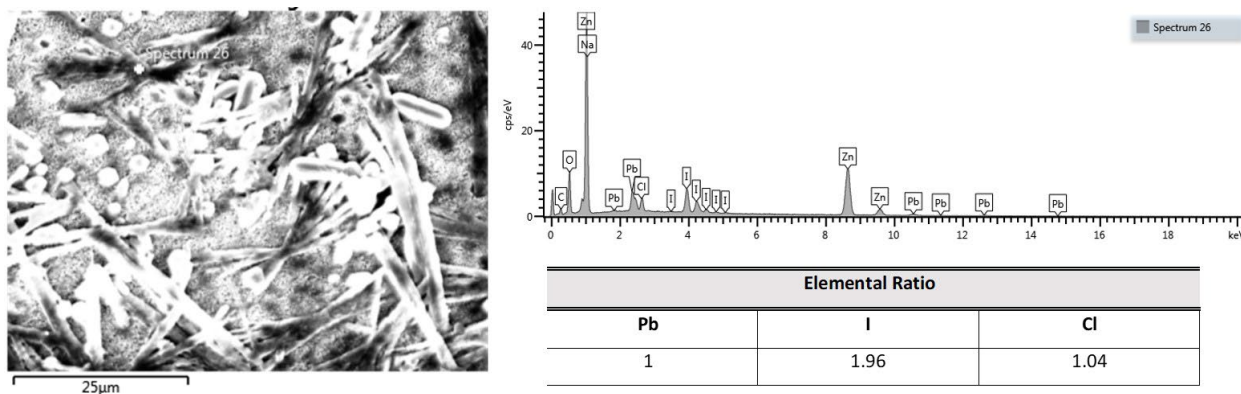 Spectrum 26
25µm
Spectrum 26
cps/eV
40
20
0
Zn
Na
O
C
Pb
Pb
Cl
I
I
I
I
I
Zn
Zn
Pb
Pb
Pb
Pb
0 2 4 6 8 10 12 14 16 18 keV
Elemental Ratio
Pb I Cl
1 1.96 1.04